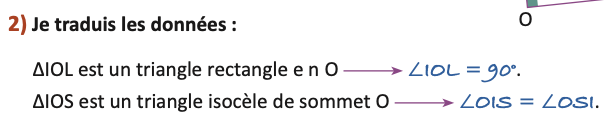 O
2) Je traduis les données :
ΔIOL est un triangle rectangle e n O ⟶ ∠IOL = 90°.
ΔIOS est un triangle isocèle de sommet O ⟶ ∠OIS = ∠OSI.